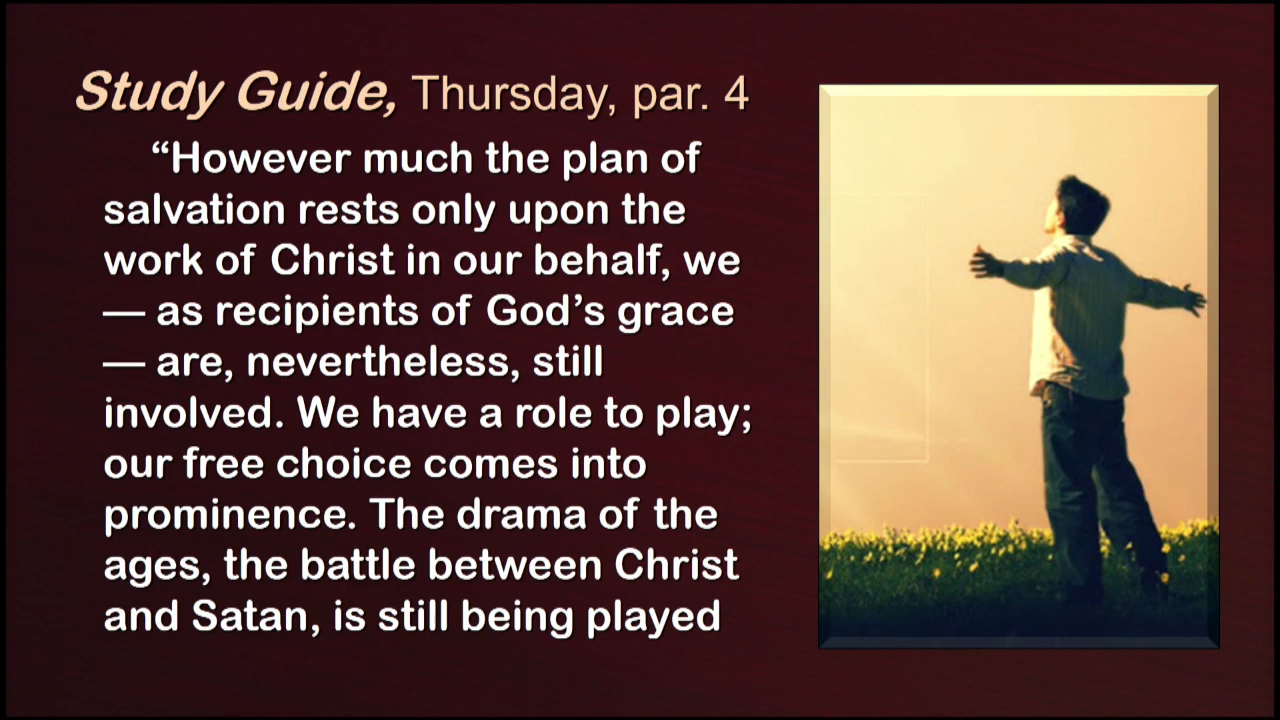 Study Guide, Thursday, par. 4
“However much the plan of
salvation rests only upon the
work of Christ in our behalf, we
— as recipients of God’s grace
— are, nevertheless, still
involved. We have a role to play;
our free choice comes into
prominence. The drama of the
ages, the battle between Christ
and Satan, is still being played